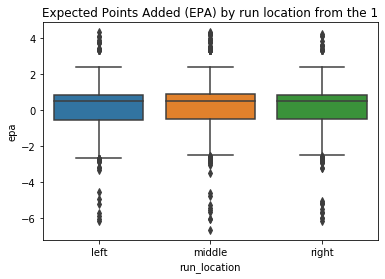 Expected Points Added (EPA) by run location from the 1
epa
4
2
0
−2
−4
−6
left
middle
right
run_location